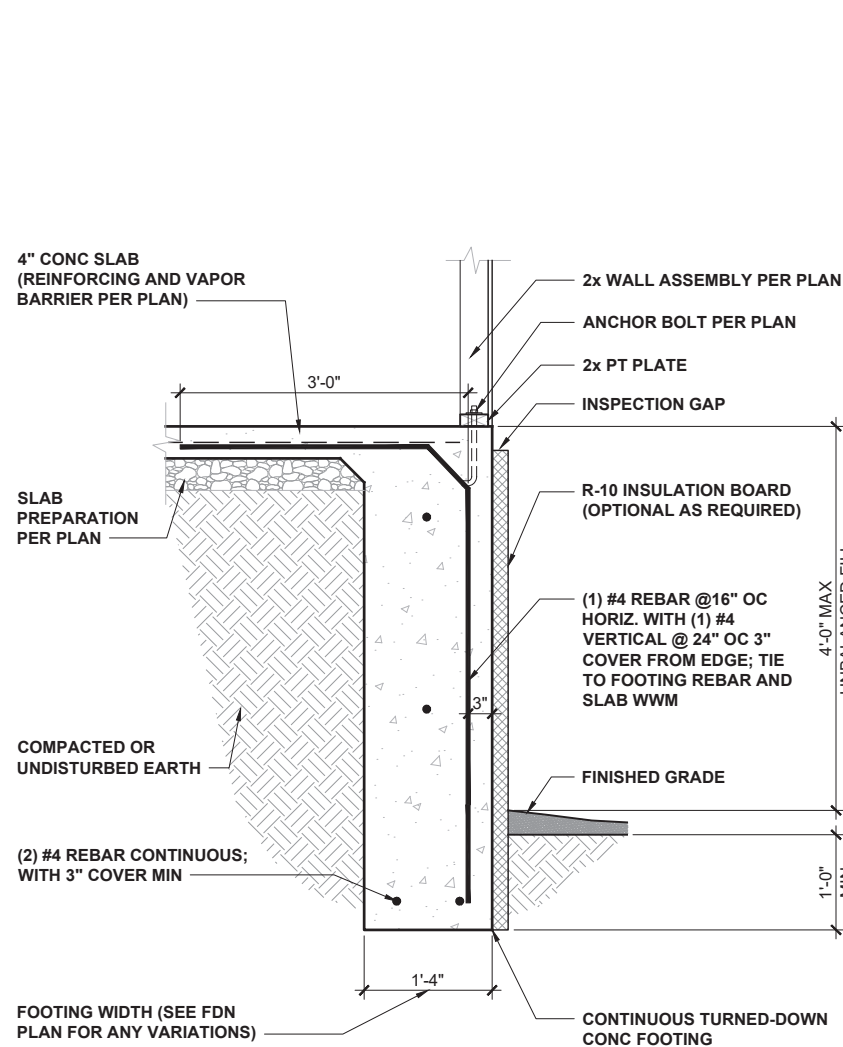 4" CONC SLAB
(REINFORCING AND VAPOR
BARRIER PER PLAN)
3'-0"
2x WALL ASSEMBLY PER PLAN
ANCHOR BOLT PER PLAN
2x PT PLATE
INSPECTION GAP
SLAB
PREPARATION
PER PLAN
R-10 INSULATION BOARD
(OPTIONAL AS REQUIRED)
4'-0" MAX
(1) #4 REBAR @16" OC
HORIZ. WITH (1) #4
VERTICAL @ 24" OC 3"
COVER FROM EDGE; TIE
TO FOOTING REBAR AND
SLAB WWM
3"
COMPACTED OR
UNDISTURBED EARTH
FINISHED GRADE
(2) #4 REBAR CONTINUOUS;
WITH 3" COVER MIN
1'-0"
1'-4"
FOOTING WIDTH (SEE FDN
PLAN FOR ANY VARIATIONS)
CONTINUOUS TURNED-DOWN
CONC FOOTING